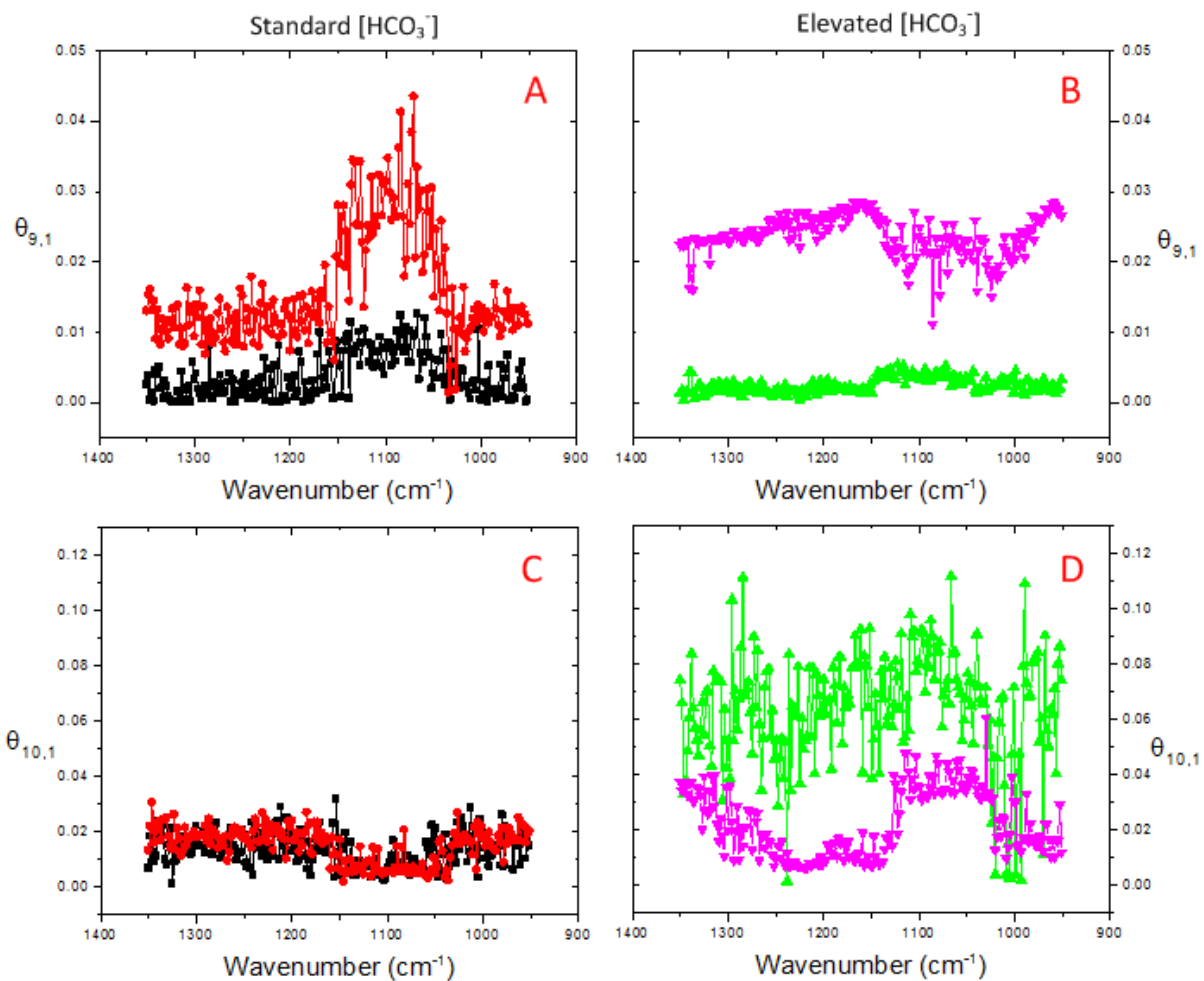 Standard [HCO₃⁻]
Elevated [HCO₃⁻]
A
B
0.05
0.04
0.03
0.02
0.01
0.00
θ₉,₁
1400 1300 1200 1100 1000 900
Wavenumber (cm⁻¹)
0.05
0.04
0.03
0.02
0.01
0.00
θ₉,₁
1400 1300 1200 1100 1000 900
Wavenumber (cm⁻¹)
C
D
0.12
0.10
0.08
0.06
0.04
0.02
0.00
θ₁₀,₁
1400 1300 1200 1100 1000 900
Wavenumber (cm⁻¹)
0.12
0.10
0.08
0.06
0.04
0.02
0.00
θ₁₀,₁
1400 1300 1200 1100 1000 900
Wavenumber (cm⁻¹)